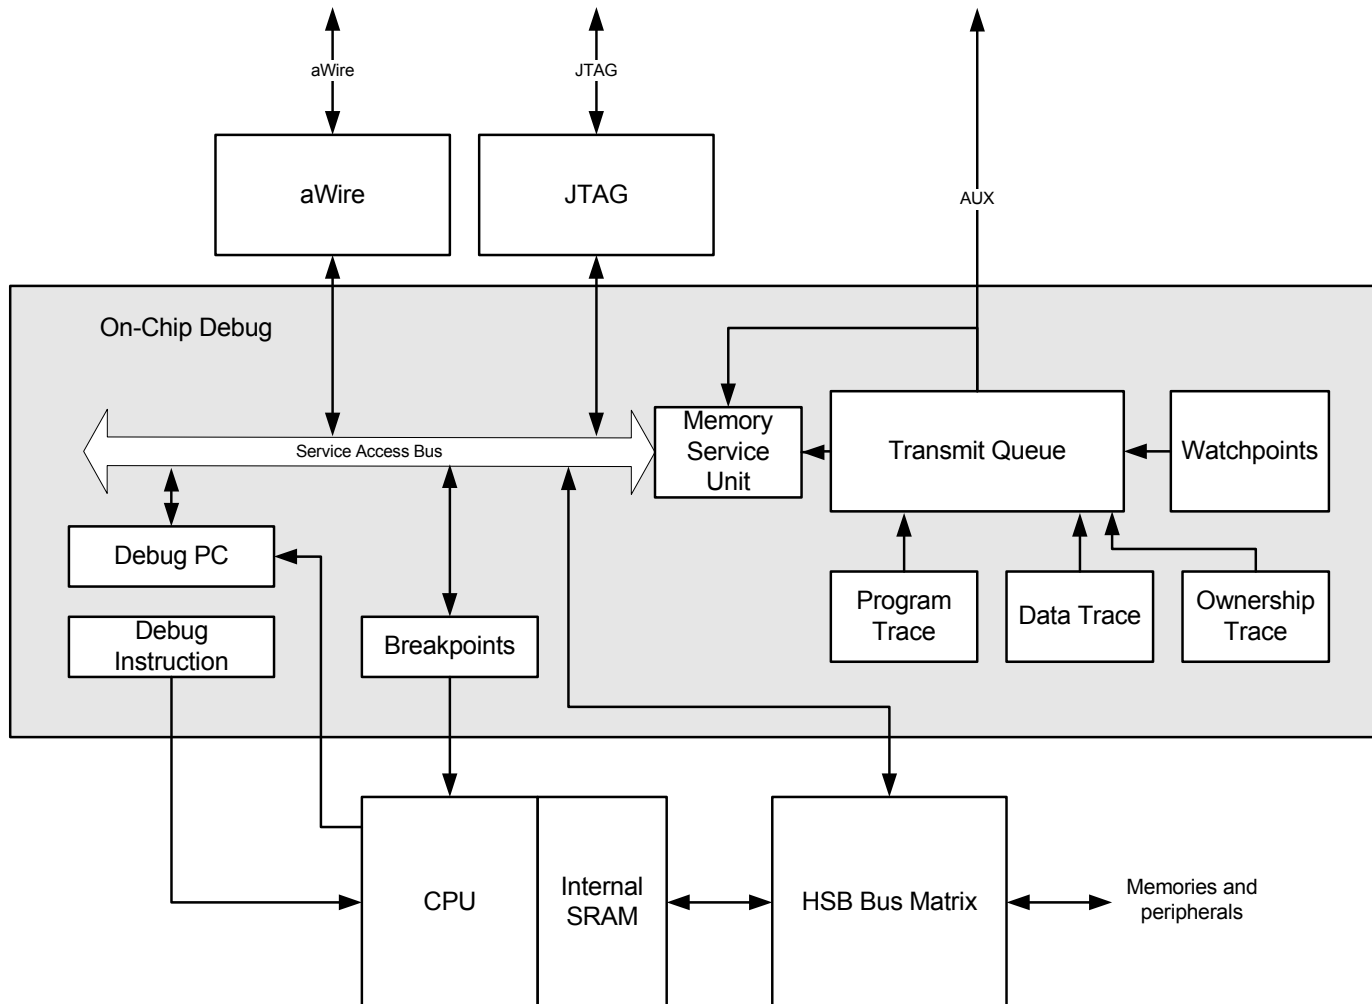 aWire
JTAG
aWire
JTAG
AUX
On-Chip Debug
Service Access Bus
Memory
Service
Unit
Transmit Queue
Watchpoints
Debug PC
Debug
Instruction
Breakpoints
Program
Trace
Data Trace
Ownership
Trace
CPU
Internal
SRAM
HSB Bus Matrix
Memories and
peripherals